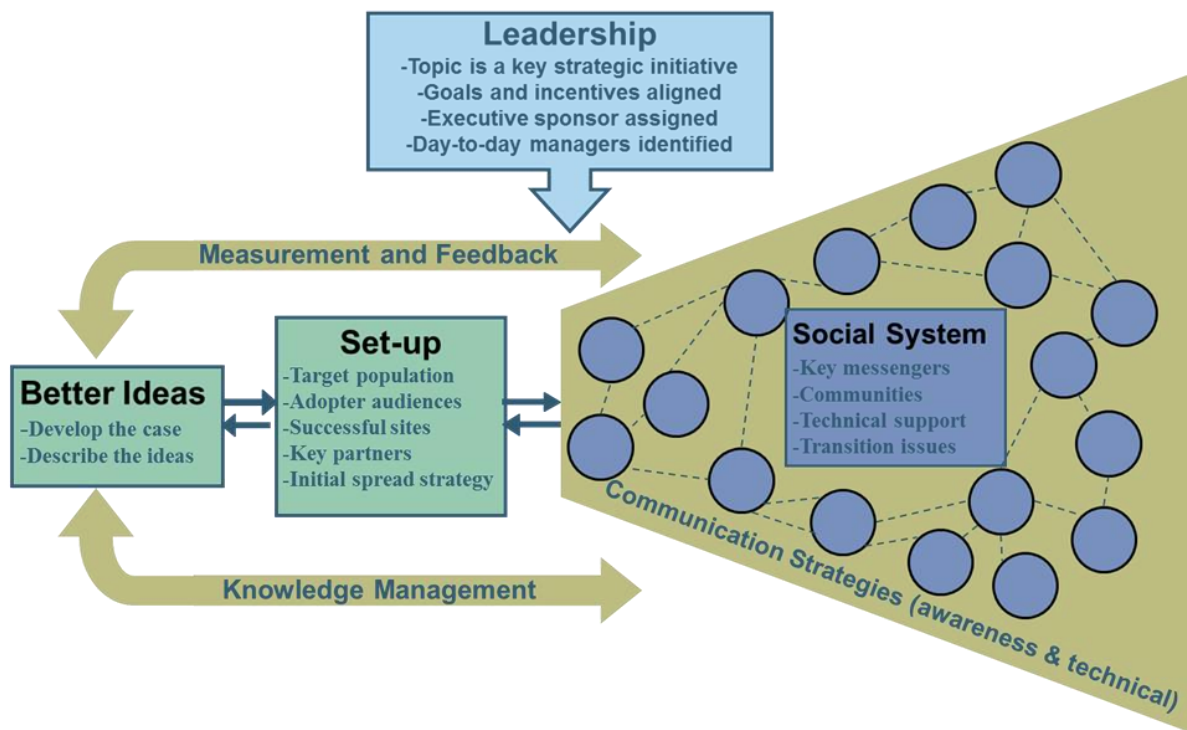 Leadership
-Topic is a key strategic initiative
-Goals and incentives aligned
-Executive sponsor assigned
-Day-to-day managers identified
Measurement and Feedback
Better Ideas
-Develop the case
-Describe the ideas
Set-up
-Target population
-Adopter audiences
-Successful sites
-Key partners
-Initial spread strategy
Social System
-Key messengers
-Communities
-Technical support
-Transition issues
Knowledge Management
Communication Strategies (awareness & technical)